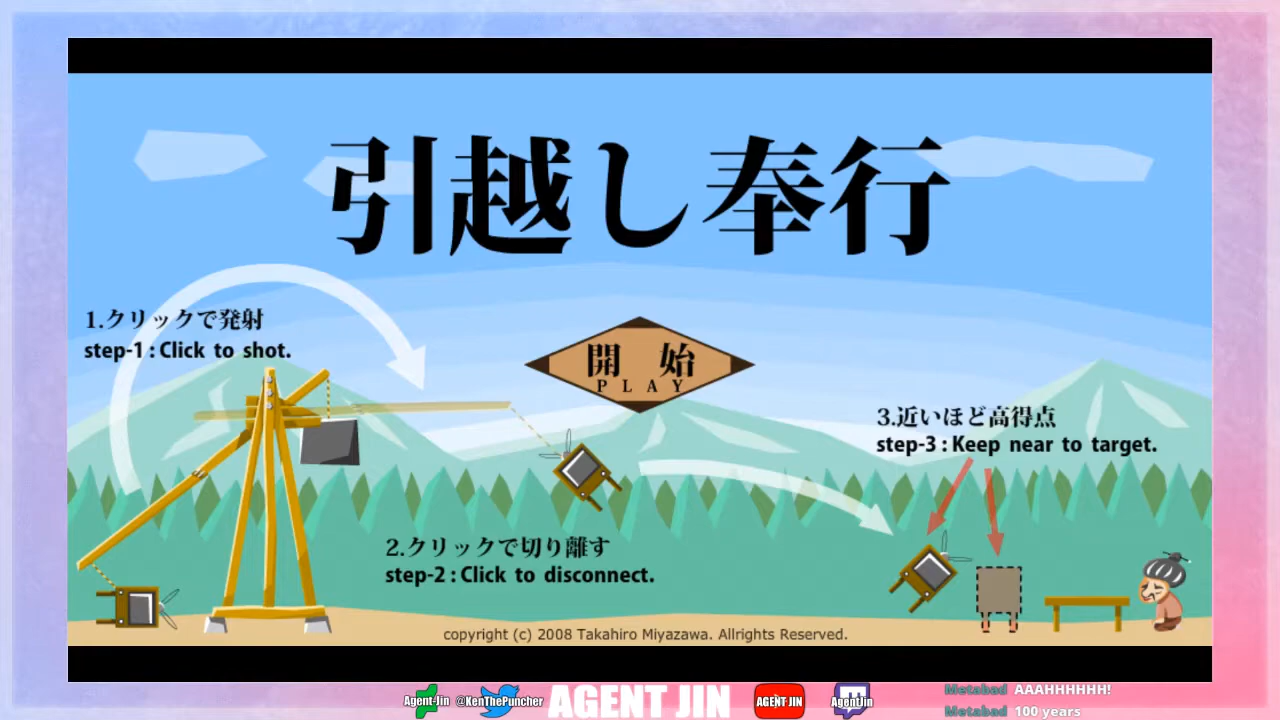 引越し奉行
1.クリックで発射
step-1 : Click to shot.
開 始
PLAY
3.近いほど高得点
step-3 : Keep near to target.
2.クリックで切り離す
step-2 : Click to disconnect.
copyright (c) 2008 Takahiro Miyazawa. Allrights Reserved.
Agent-Jin
@KenThePuncher
AGENT JIN
AGENT JIN
AgentJin
Metabad AAAHHHHHH!
Metabad 100 years